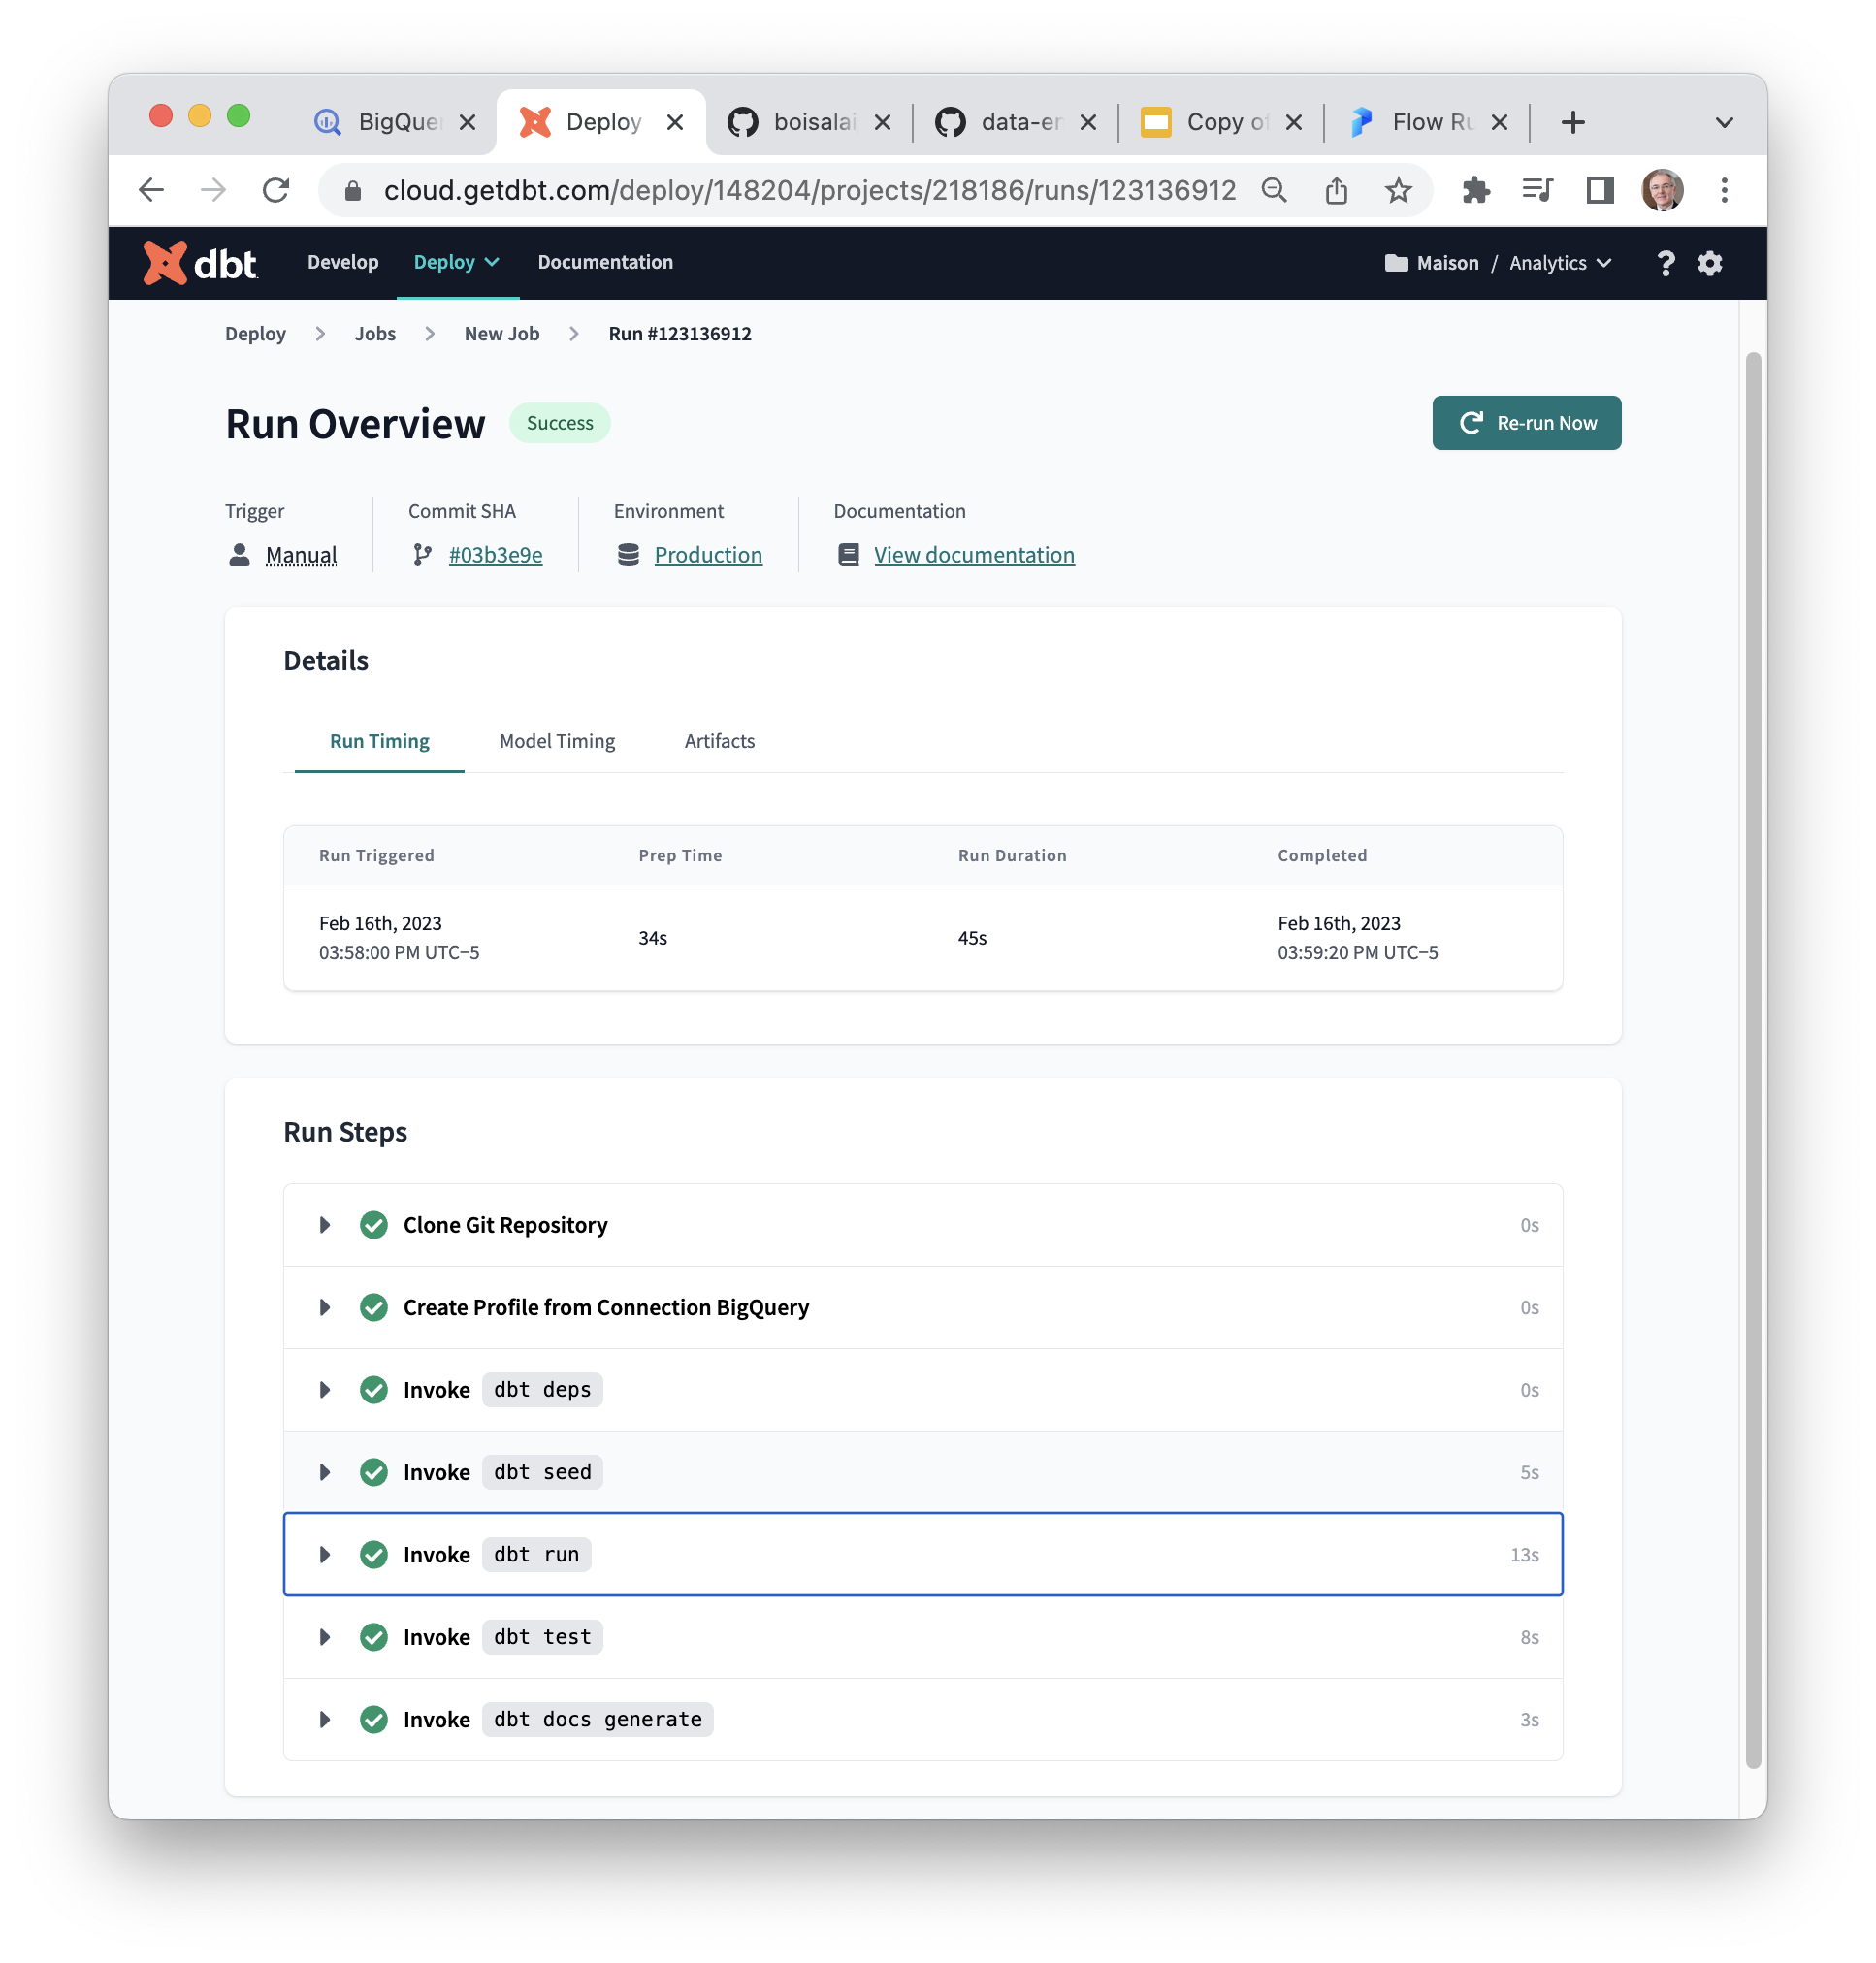 BigQue
Deploy
boisalai
data-er
Copy of
Flow Ru
cloud.getdbt.com/deploy/148204/projects/218186/runs/123136912
dbt
Develop
Deploy
Documentation
Maison / Analytics
?
Deploy > Jobs > New Job > Run #123136912
Run Overview Success
Re-run Now
Trigger
Commit SHA
Environment
Documentation
Manual
#03b3e9e
Production
View documentation
Details
Run Timing
Model Timing
Artifacts
Run Triggered
Prep Time
Run Duration
Completed
Feb 16th, 2023
03:58:00 PM UTC−5
34s
45s
Feb 16th, 2023
03:59:20 PM UTC−5
Run Steps
Clone Git Repository 0s
Create Profile from Connection BigQuery 0s
Invoke dbt deps 0s
Invoke dbt seed 5s
Invoke dbt run 13s
Invoke dbt test 8s
Invoke dbt docs generate 3s